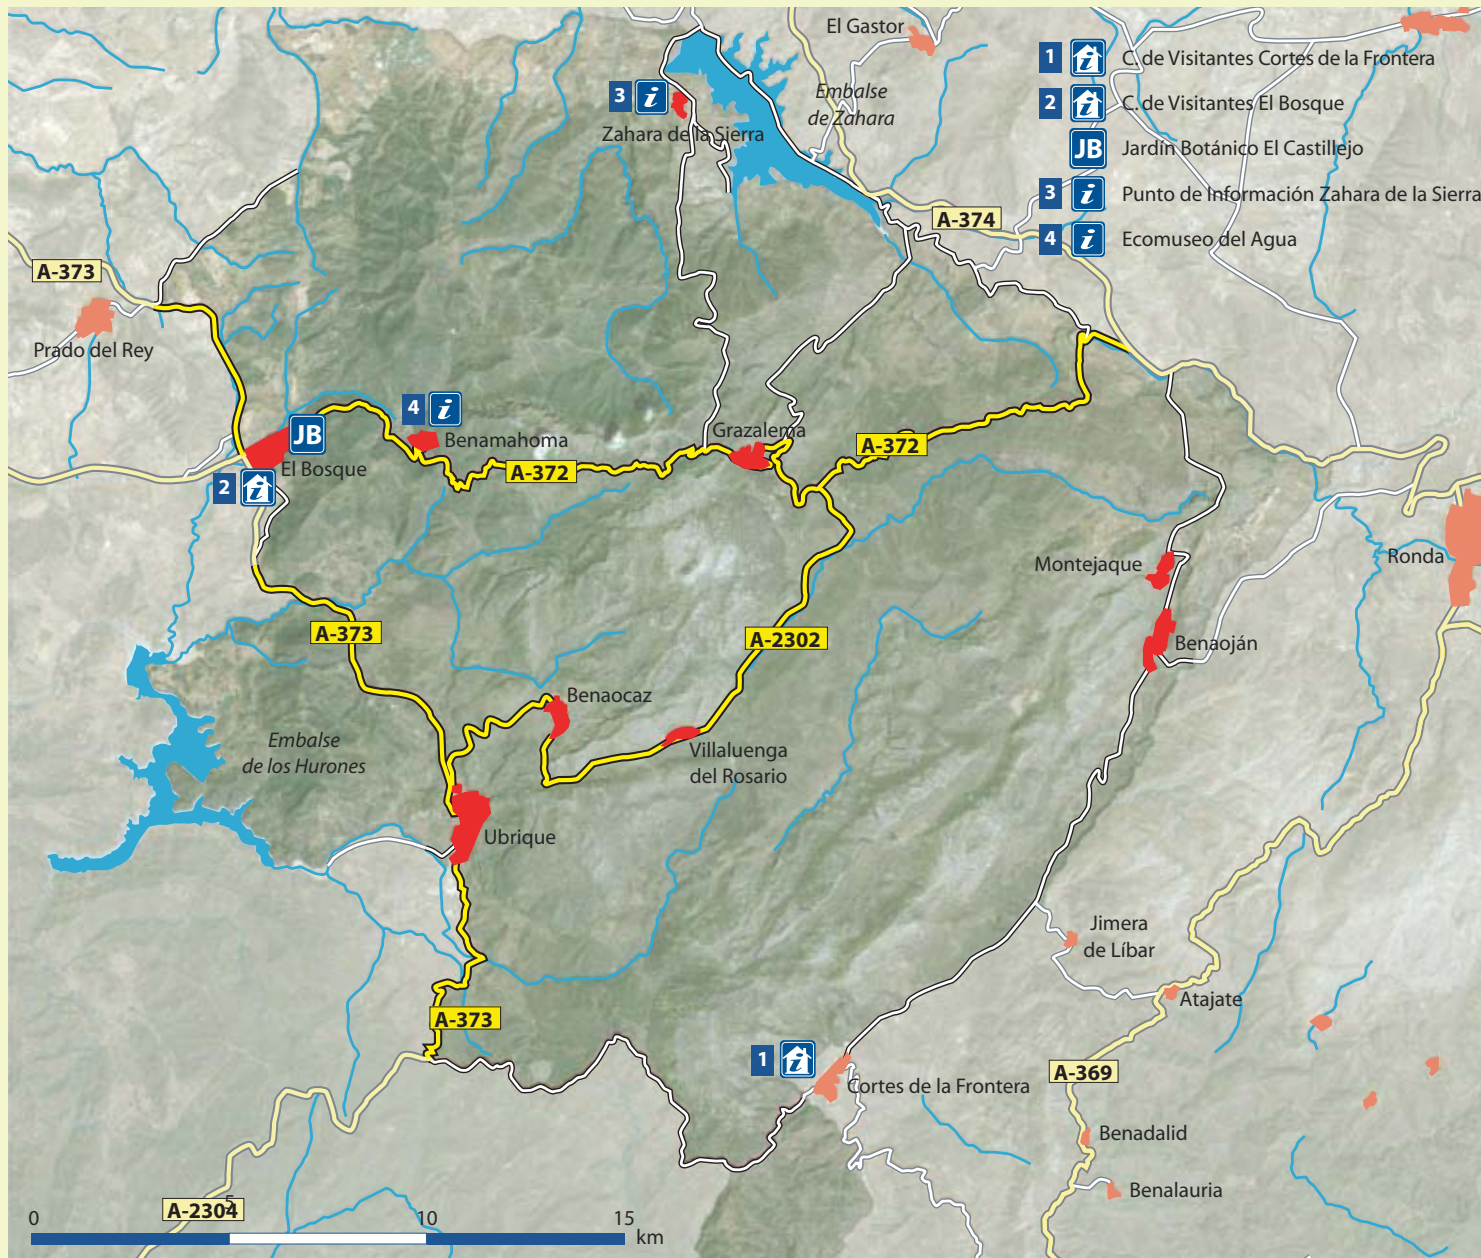 El Gastor
1 i C. de Visitantes Cortes de la Frontera
3 i
Embalse
de Zahara
2 i C. de Visitantes El Bosque
Zahara de la Sierra
JB Jardín Botánico El Castillejo
3 i Punto de Información Zahara de la Sierra
A-374
4 i Ecomuseo del Agua
A-373
Prado del Rey
4 i
JB
Benamahoma
Grazalema
A-372
El Bosque
A-372
2 i
Montejaque
Ronda
A-373
A-2302
Benaoján
Benaocaz
Embalse
de los Hurones
Villaluenga
del Rosario
Ubrique
Jimera
de Líbar
Atajate
A-373
1 i
Cortes de la Frontera
A-369
Benadalid
Benalauria
A-2304
0 5 10 15
km